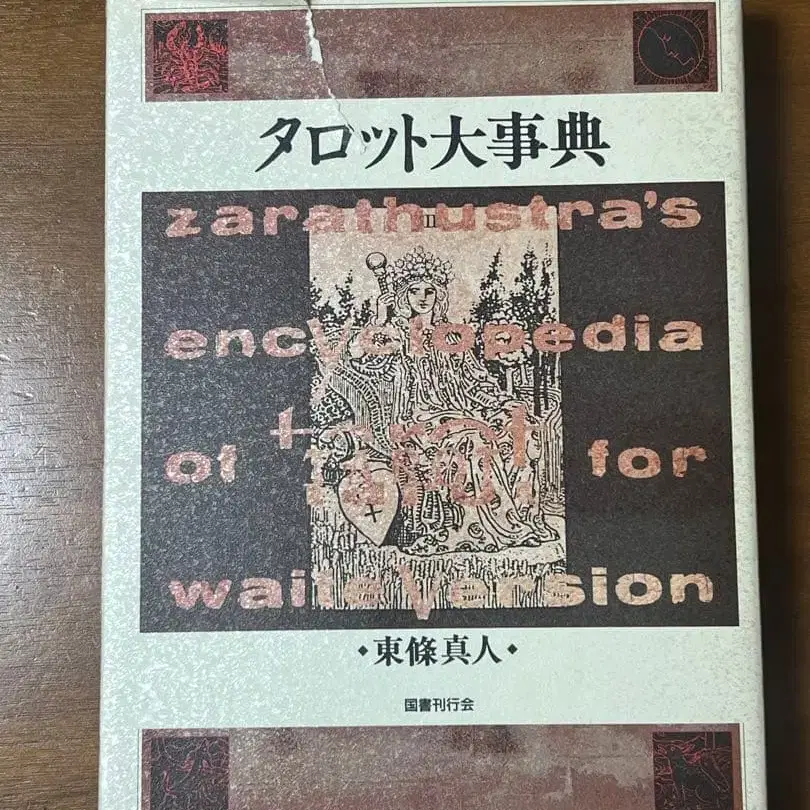 タロット大事典
zarathustra's
II
encyclopedia
of tarot for
waite version
◆東條真人◆
国書刊行会